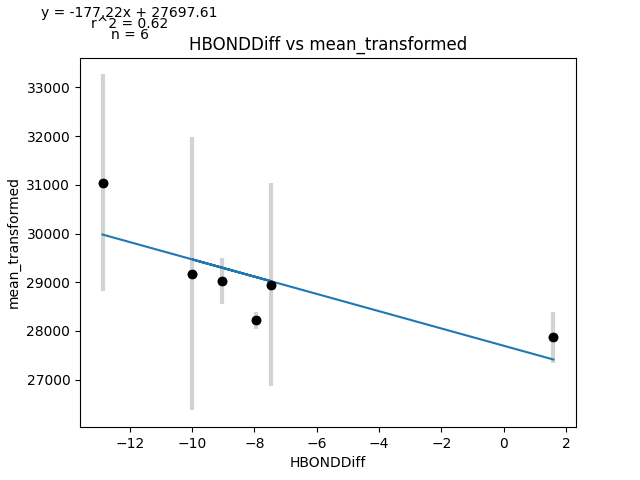 y = -177.22x + 27697.61
r^2 = 0.62
n = 6
HBONDDiff vs mean_transformed
33000
32000
31000
30000
29000
28000
27000
mean_transformed
−12 −10 −8 −6 −4 −2 0 2
HBONDDiff